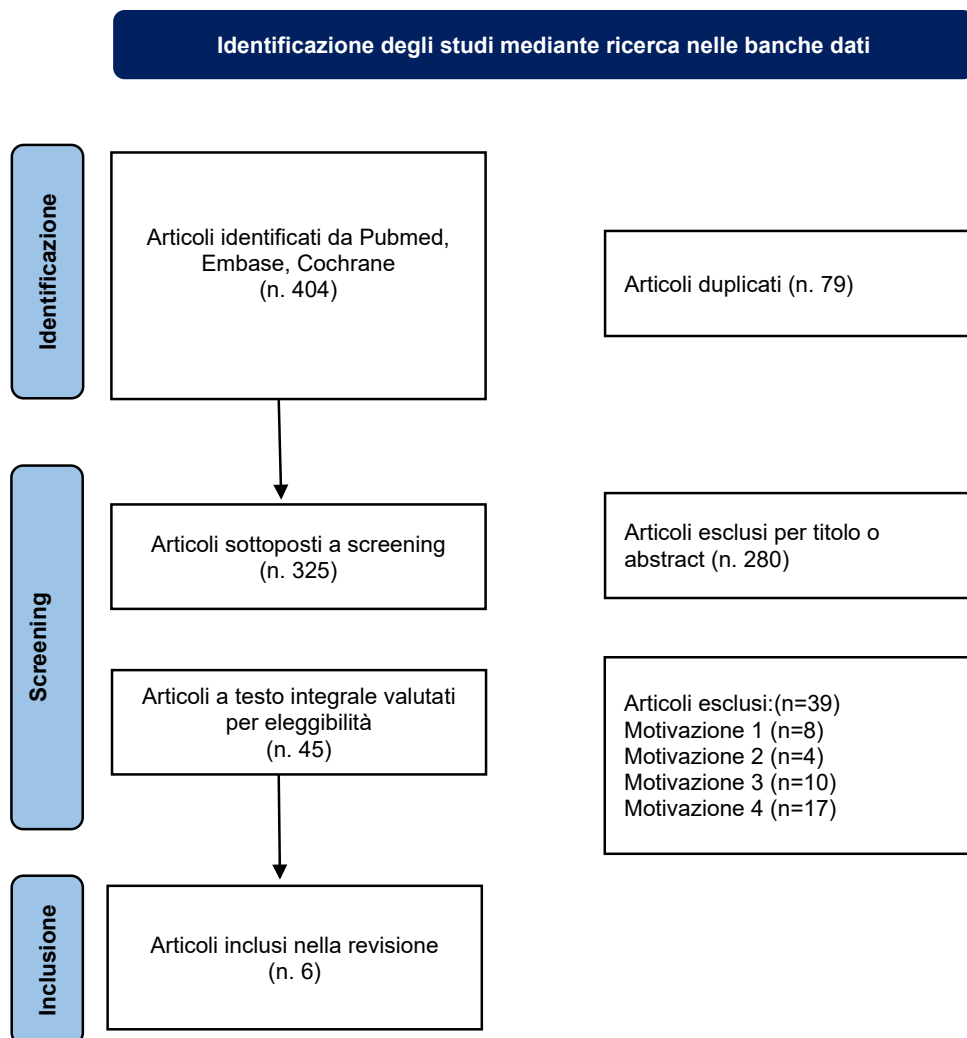 Identificazione degli studi mediante ricerca nelle banche dati
Identificazione
Articoli identificati da Pubmed,
Embase, Cochrane
(n. 404)
Articoli duplicati (n. 79)
Screening
Articoli sottoposti a screening
(n. 325)
Articoli esclusi per titolo o
abstract (n. 280)
Articoli a testo integrale valutati
per eleggibilità
(n. 45)
Articoli esclusi:(n=39)
Motivazione 1 (n=8)
Motivazione 2 (n=4)
Motivazione 3 (n=10)
Motivazione 4 (n=17)
Inclusione
Articoli inclusi nella revisione
(n. 6)